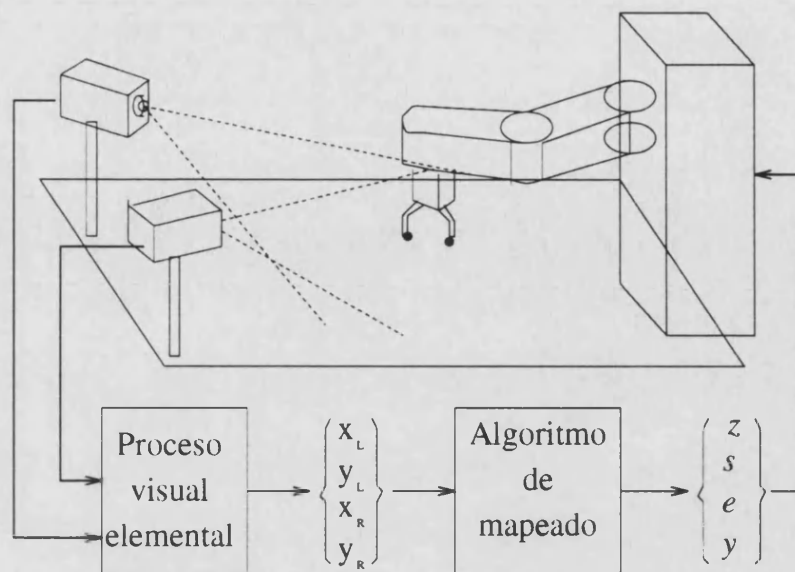 Proceso
visual
elemental
x_L
y_L
x_R
y_R
Algoritmo
de
mapeado
z
s
e
y